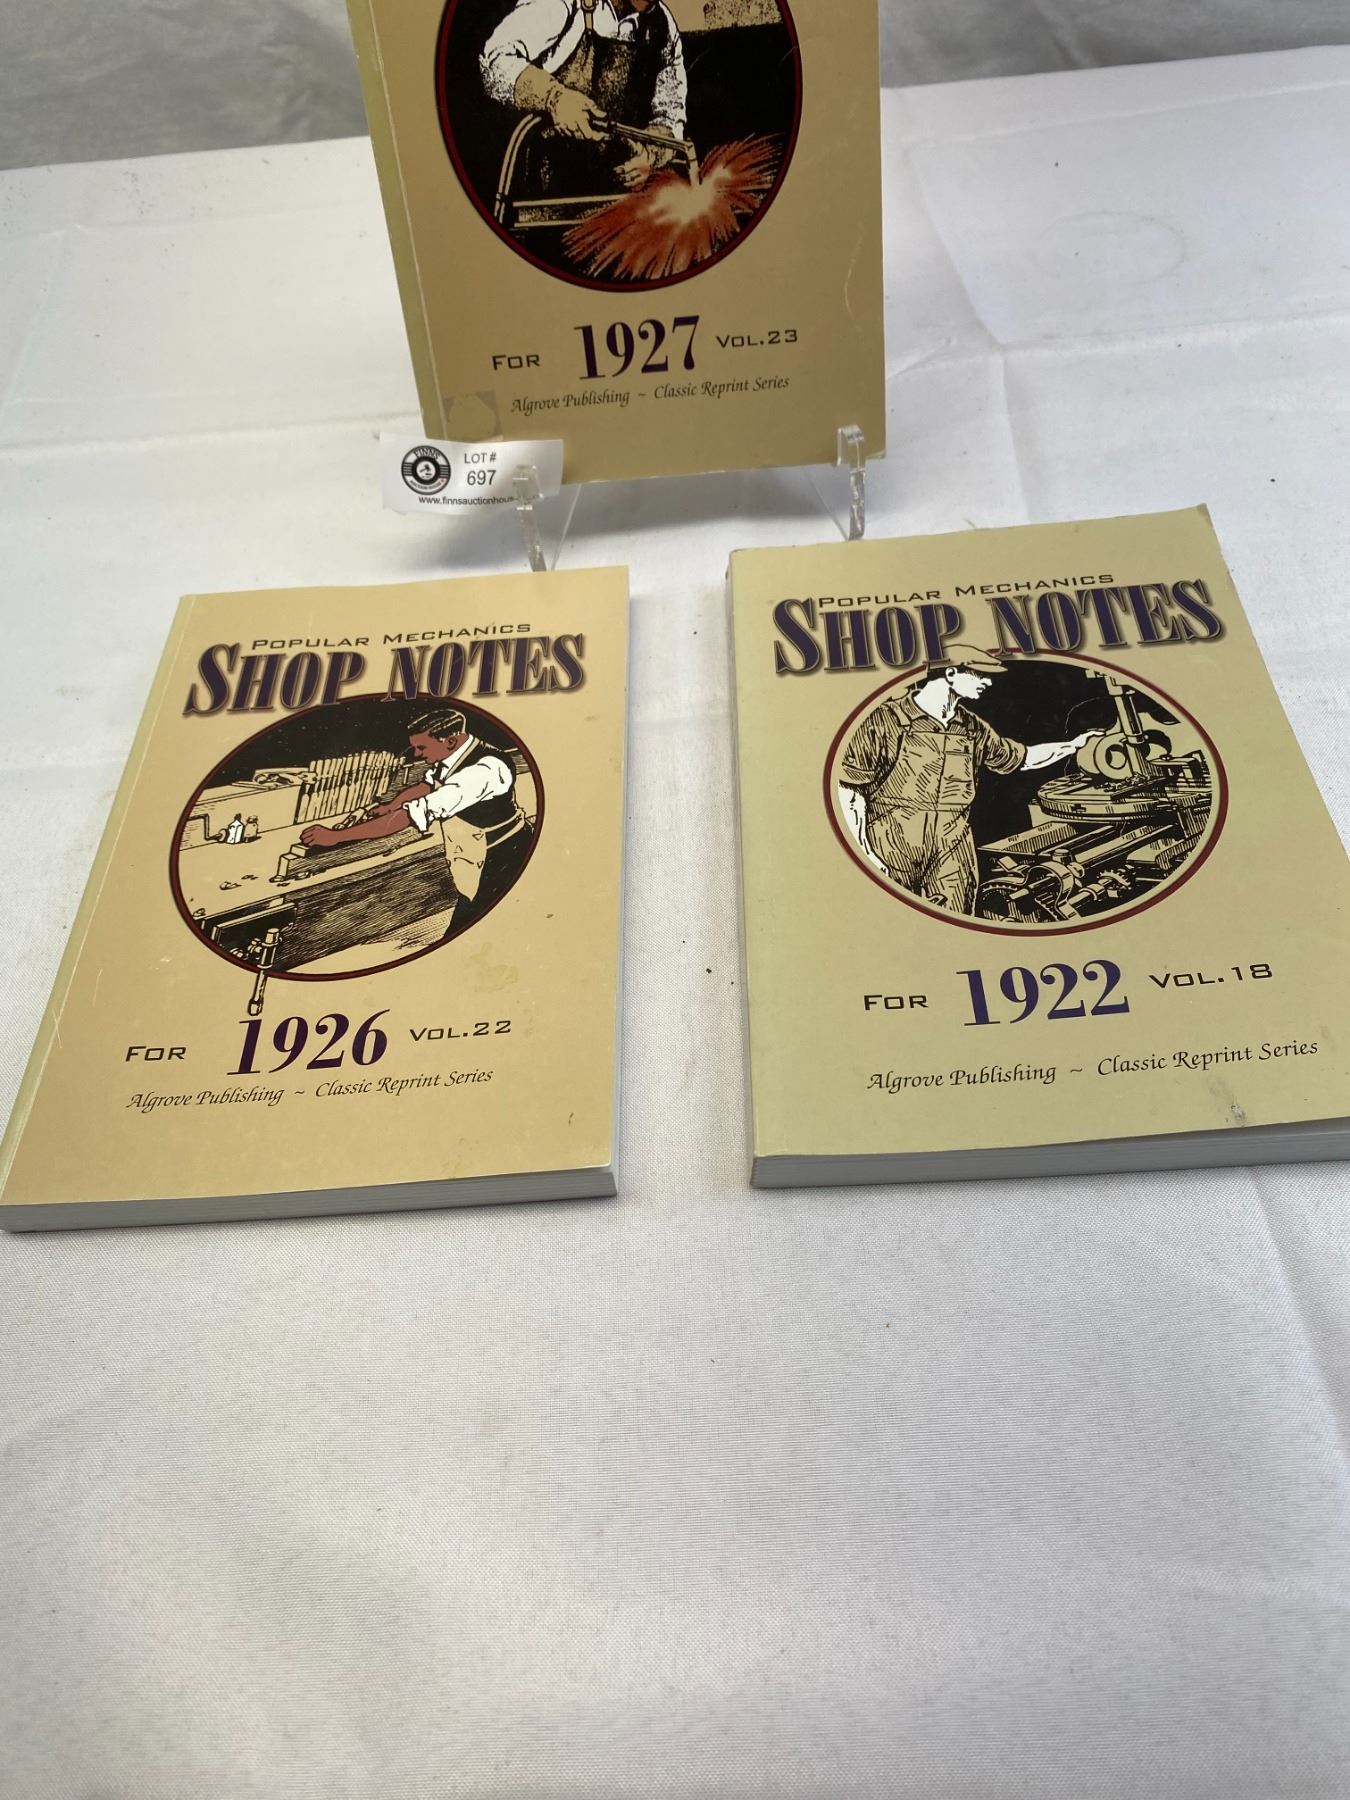 For 1927 Vol.23
Algrove Publishing ~ Classic Reprint Series
FINNS
LOT #
697
www.finnsauctionhous
Popular Mechanics
SHOP NOTES
For 1926 Vol.22
Algrove Publishing ~ Classic Reprint Series
Popular Mechanics
SHOP NOTES
For 1922 Vol.18
Algrove Publishing ~ Classic Reprint Series